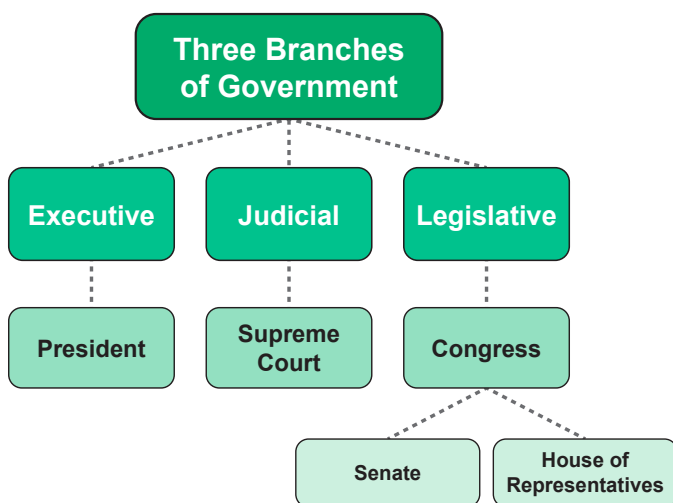 Three Branches
of Government
Executive
Judicial
Legislative
President
Supreme
Court
Congress
Senate
House of
Representatives